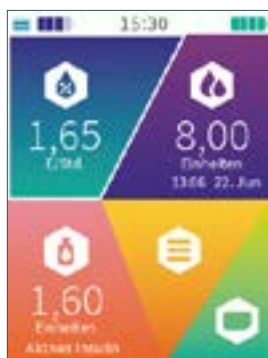 15:30
1,65
E/Std.
8,00
Einheiten
13:06 22. Jun
1,60
Einheiten
Aktives Insulin